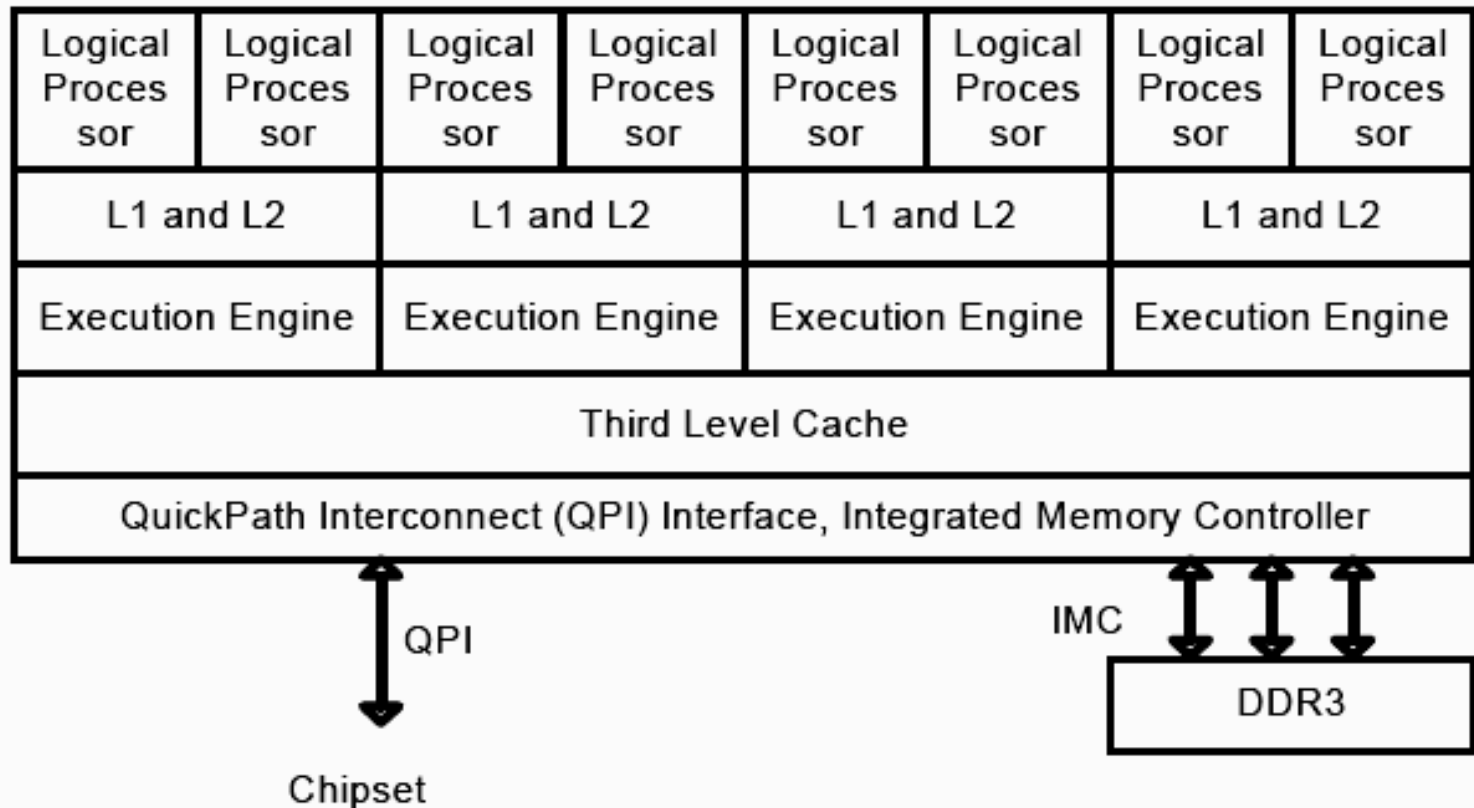 Logical
Proces
sor
Logical
Proces
sor
Logical
Proces
sor
Logical
Proces
sor
Logical
Proces
sor
Logical
Proces
sor
Logical
Proces
sor
Logical
Proces
sor
L1 and L2
L1 and L2
L1 and L2
L1 and L2
Execution Engine
Execution Engine
Execution Engine
Execution Engine
Third Level Cache
QuickPath Interconnect (QPI) Interface, Integrated Memory Controller
QPI
IMC
DDR3
Chipset